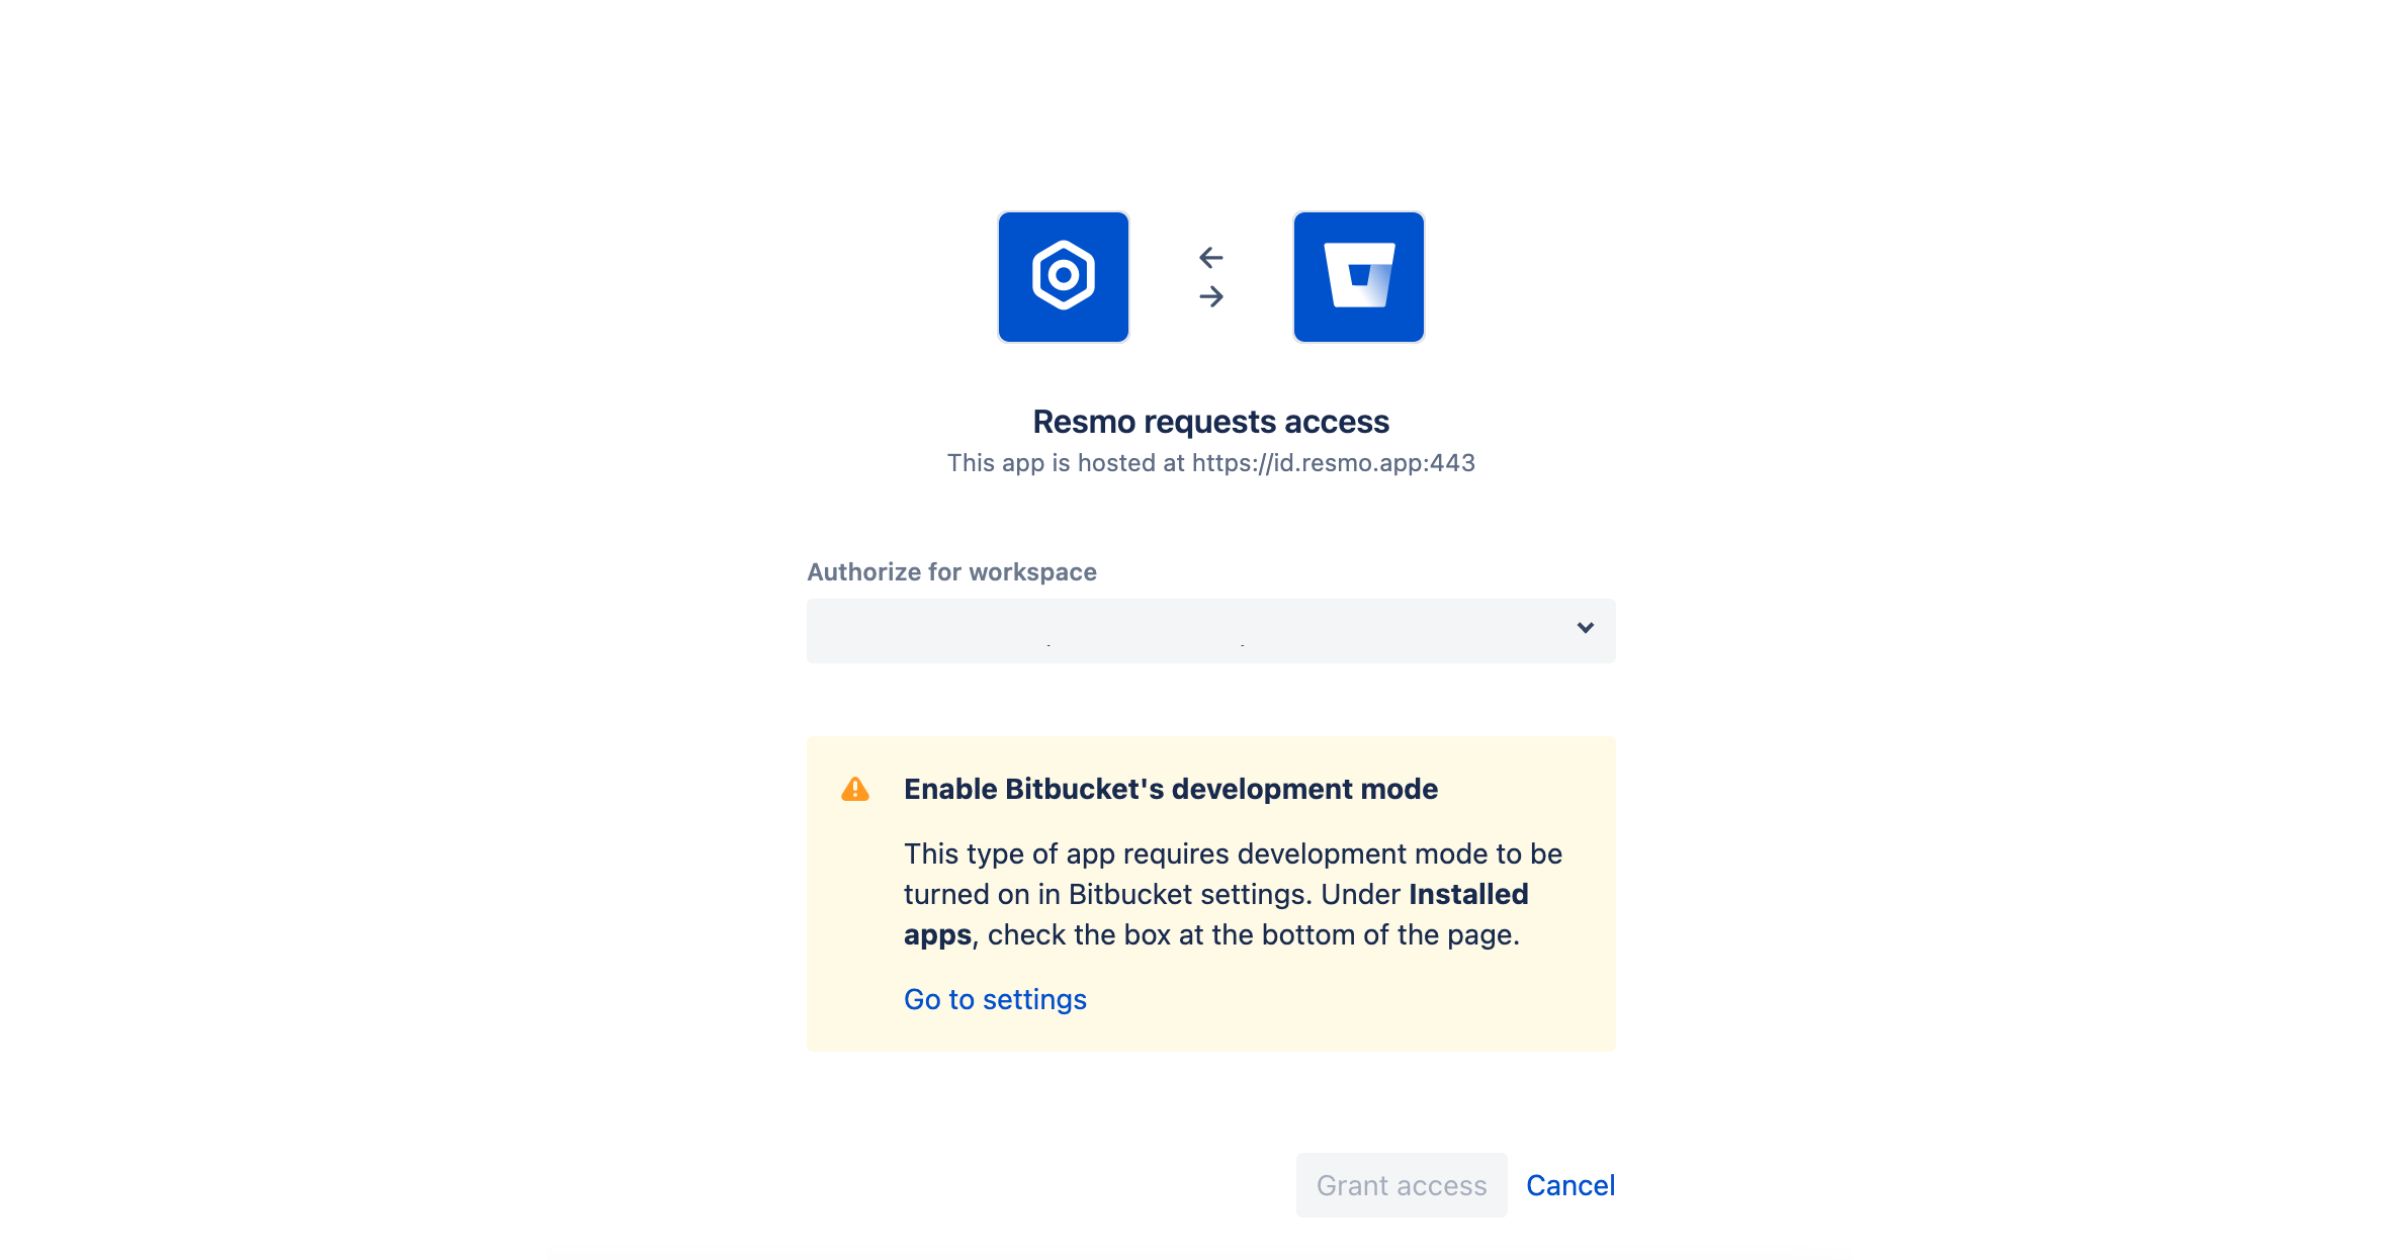 Resmo requests access
This app is hosted at https://id.resmo.app:443
Authorize for workspace
Enable Bitbucket's development mode
This type of app requires development mode to be
turned on in Bitbucket settings. Under Installed
apps, check the box at the bottom of the page.
Go to settings
Grant access Cancel